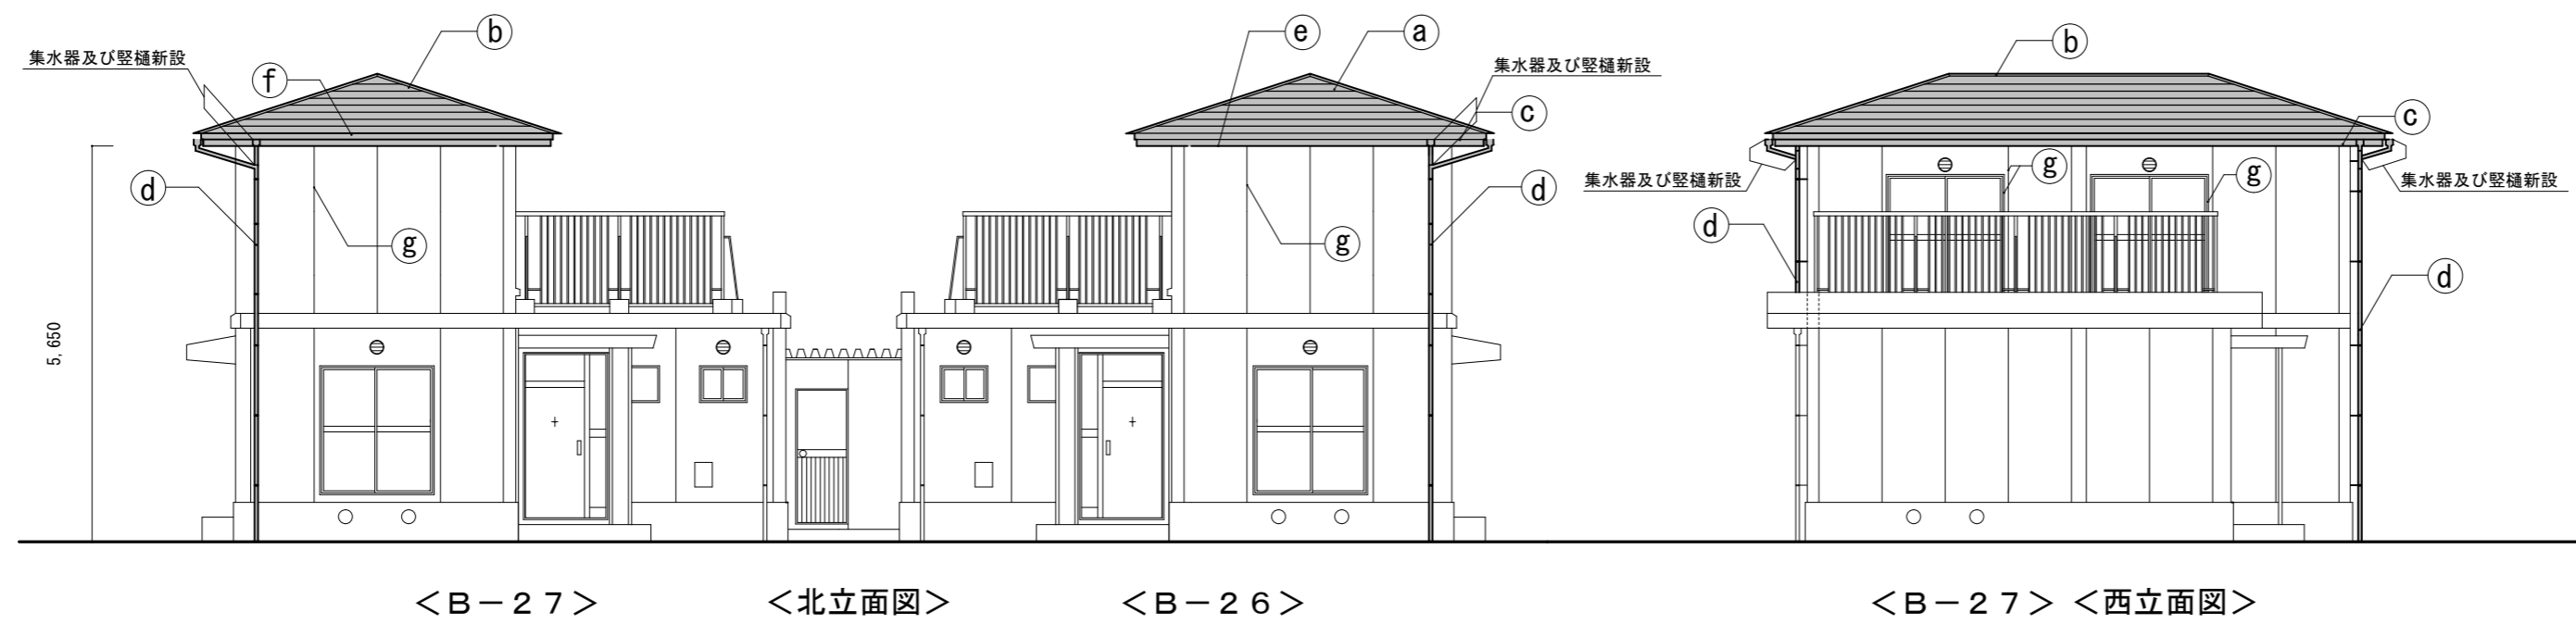 b
e
a
b
集水器及び竪樋新設
f
集水器及び竪樋新設
c
c
d
g
g
d
集水器及び竪樋新設
g
g
集水器及び竪樋新設
d
d
5,650
＜B－27＞
＜北立面図＞
＜B－26＞
＜B－27＞ ＜西立面図＞